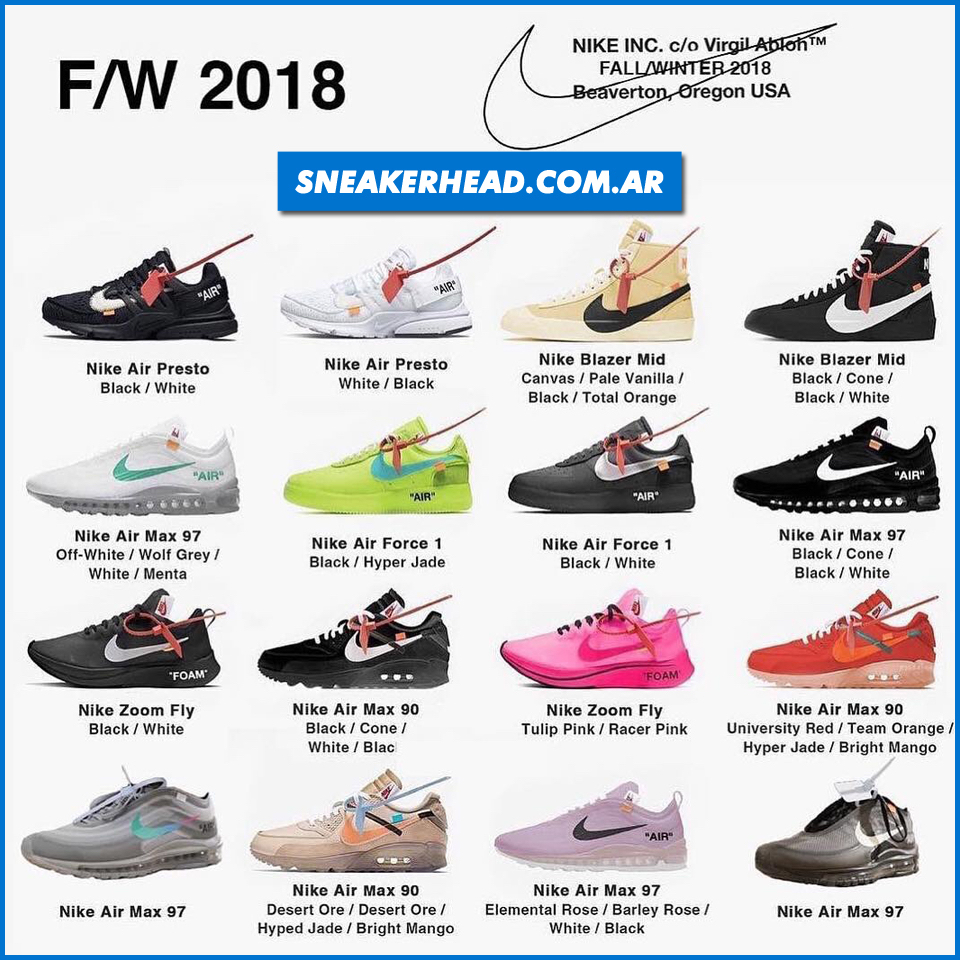 F/W 2018
NIKE INC. c/o Virgil Abloh™
FALL/WINTER 2018
Beaverton, Oregon USA
SNEAKERHEAD.COM.AR
"AIR"
"AIR"
Nike Air Presto
Black / White
Nike Air Presto
White / Black
Nike Blazer Mid
Canvas / Pale Vanilla /
Black / Total Orange
Nike Blazer Mid
Black / Cone /
Black / White
"AIR"
"AIR"
"AIR"
"AIR"
Nike Air Max 97
Off-White / Wolf Grey /
White / Menta
Nike Air Force 1
Black / Hyper Jade
Nike Air Force 1
Black / White
Nike Air Max 97
Black / Cone /
Black / White
"FOAM"
"FOAM
Nike Zoom Fly
Black / White
Nike Air Max 90
Black / Cone /
White / Blac
Nike Zoom Fly
Tulip Pink / Racer Pink
Nike Air Max 90
University Red / Team Orange /
Hyper Jade / Bright Mango
"AIR"
"AIR"
Nike Air Max 97
Nike Air Max 90
Desert Ore / Desert Ore /
Hyped Jade / Bright Mango
Nike Air Max 97
Elemental Rose / Barley Rose /
White / Black
Nike Air Max 97